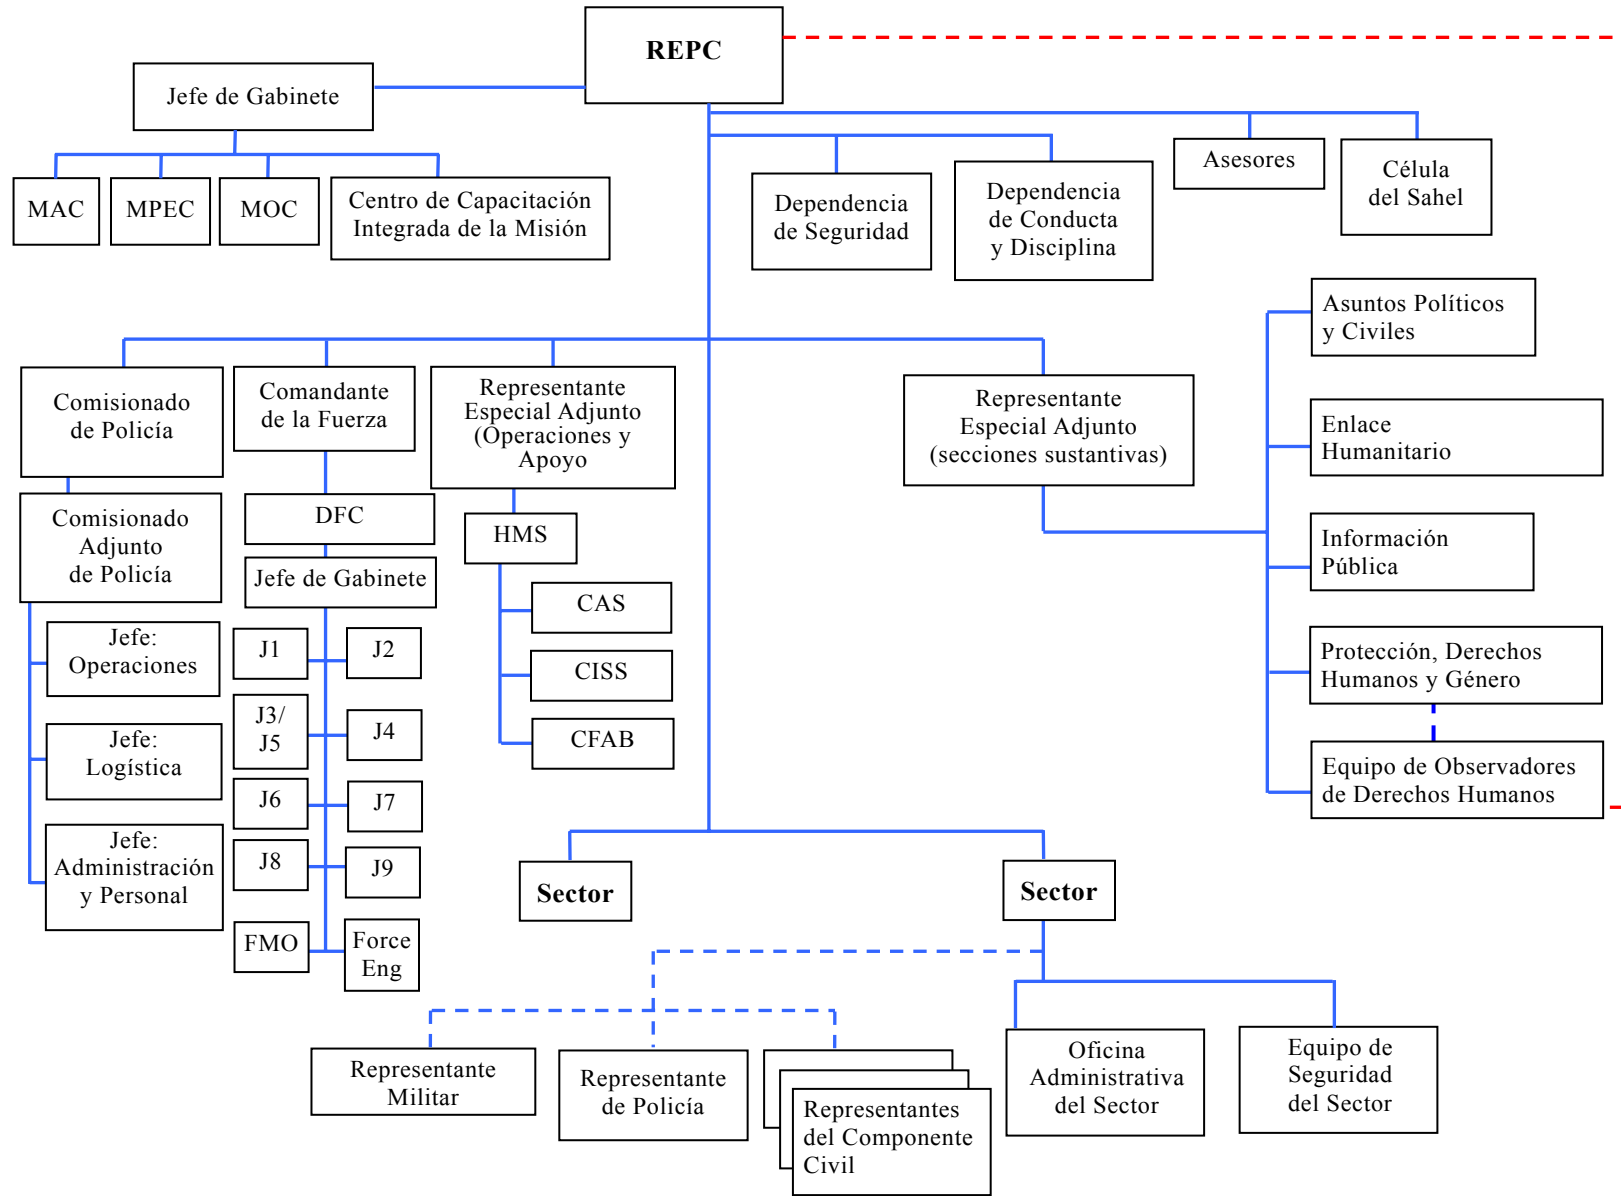 REPC
Jefe de Gabinete
MAC
MPEC
MOC
Centro de Capacitación
Integrada de la Misión
Dependencia
de Seguridad
Dependencia
de Conducta
y Disciplina
Asesores
Célula
del Sahel
Comisionado
de Policía
Comandante
de la Fuerza
Representante
Especial Adjunto
(Operaciones y
Apoyo
Representante
Especial Adjunto
(secciones sustantivas)
Asuntos Políticos
y Civiles
Enlace
Humanitario
Información
Pública
Protección, Derechos
Humanos y Género
Equipo de Observadores
de Derechos Humanos
Comisionado
Adjunto
de Policía
Jefe:
Operaciones
Jefe:
Logística
Jefe:
Administración
y Personal
DFC
Jefe de Gabinete
J1
J2
J3/
J5
J4
J6
J7
J8
J9
FMO
Force
Eng
HMS
CAS
CISS
CFAB
Sector
Sector
Representante
Militar
Representante
de Policía
Representantes
del Componente
Civil
Oficina
Administrativa
del Sector
Equipo de
Seguridad
del Sector